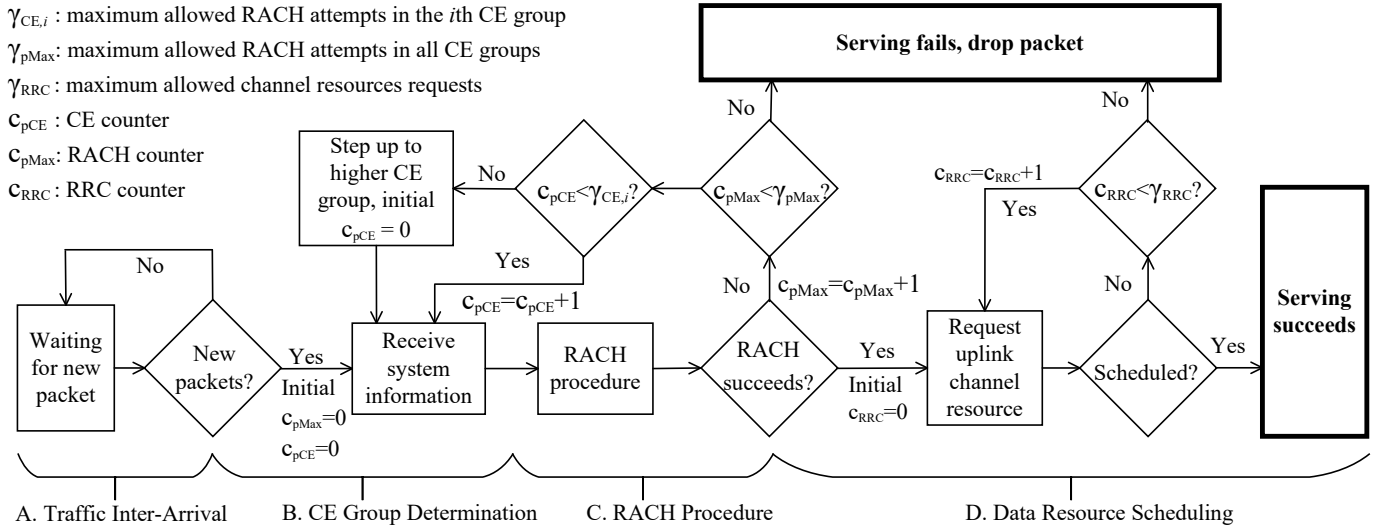 γCE,i : maximum allowed RACH attempts in the ith CE group
γpMax: maximum allowed RACH attempts in all CE groups
γRRC : maximum allowed channel resources requests
cpCE : CE counter
cpMax: RACH counter
cRRC: RRC counter
Serving fails, drop packet
No
No
Step up to
higher CE
group, initial
cpCE = 0
No
cpCE<γCE,i?
cpMax<γpMax?
cRRC=cRRC+1
cRRC<γRRC?
Yes
No
Yes
cpCE=cpCE+1
No
cpMax=cpMax+1
No
Waiting
for new
packet
New
packets?
Yes
Initial
cpMax=0
cpCE=0
Receive
system
information
RACH
procedure
RACH
succeeds?
Yes
Initial
cRRC=0
Request
uplink
channel
resource
Scheduled?
Yes
Serving
succeeds
A. Traffic Inter-Arrival
B. CE Group Determination
C. RACH Procedure
D. Data Resource Scheduling